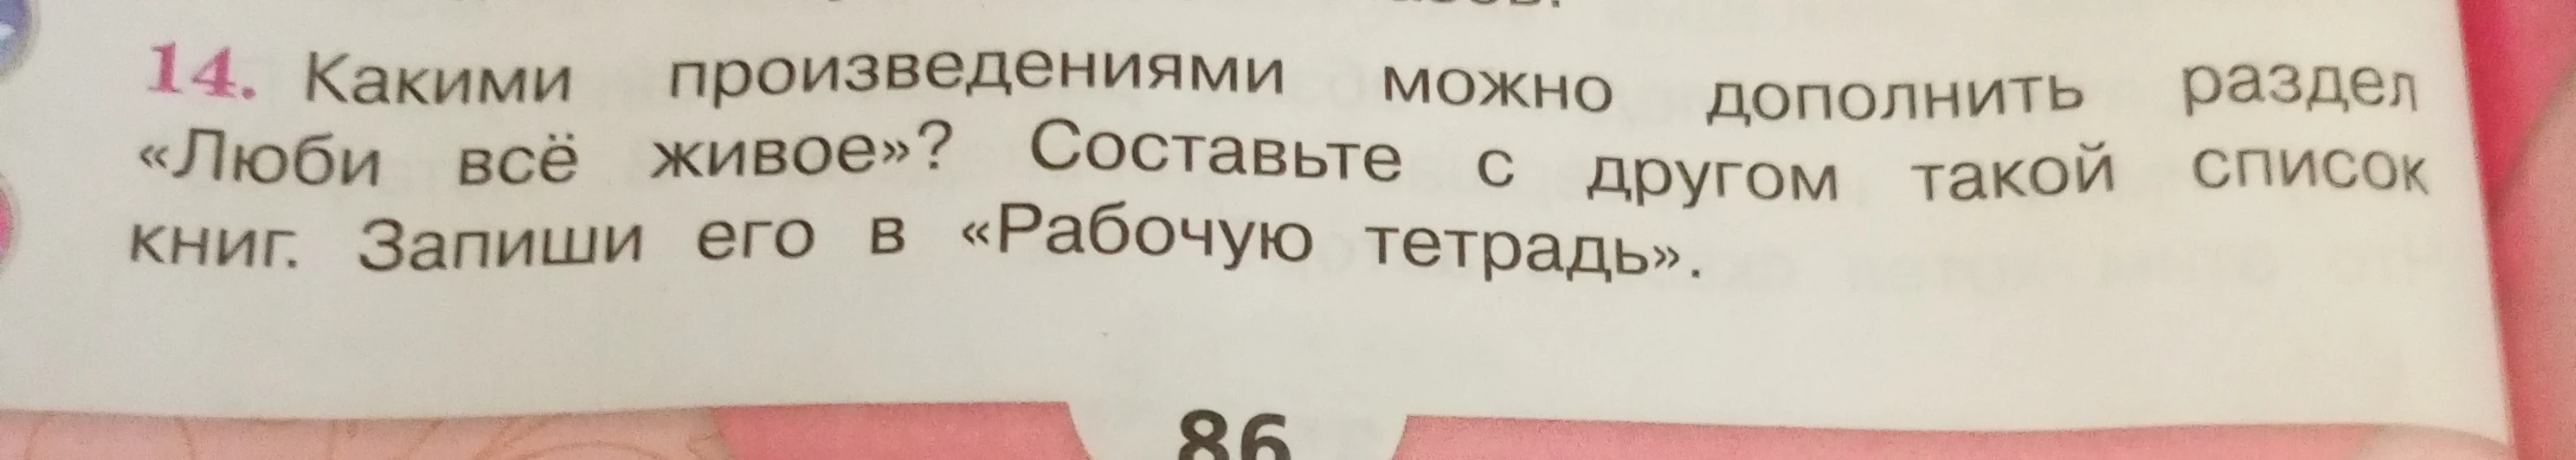 14. Какими произведениями можно дополнить раздел
«Люби всё живое»? Составьте с другом такой список
книг. Запиши его в «Рабочую тетрадь».
86